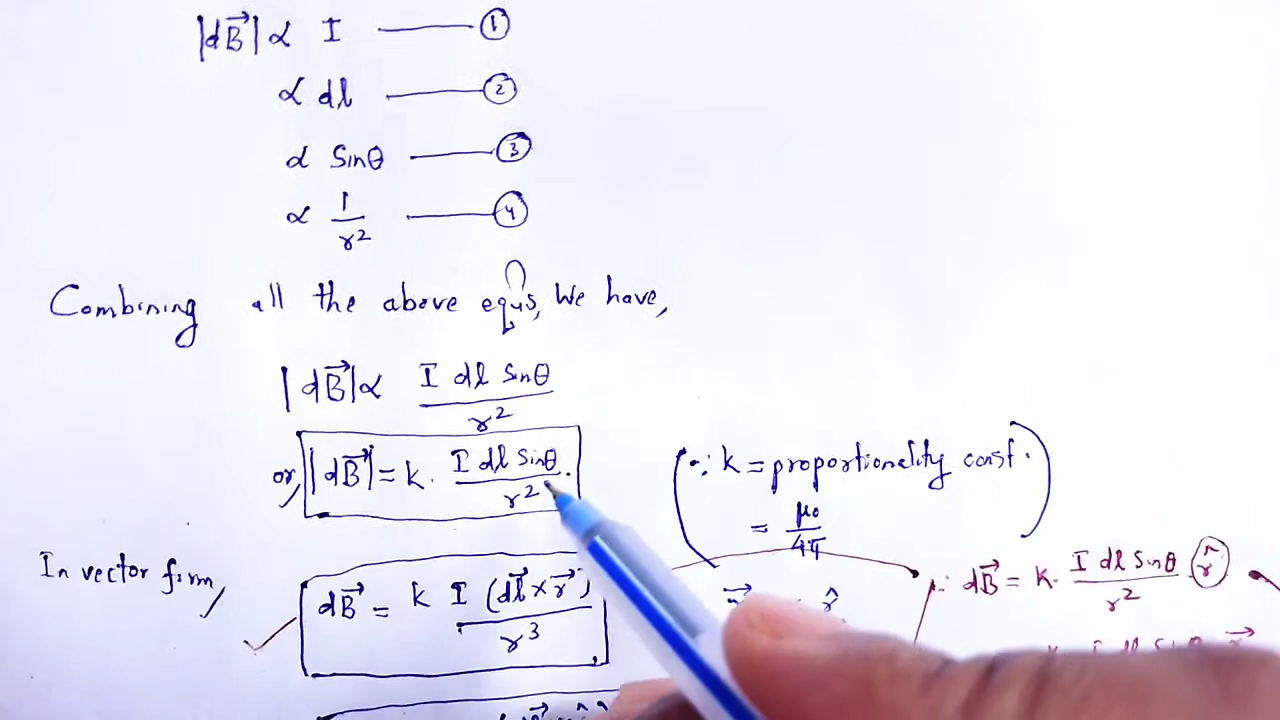 |dB⃗| ∝ I ——— ①
∝ dl ——— ②
∝ Sinθ ——— ③
∝ 1/r² ——— ④
Combining all the above eqns, We have,
|dB⃗| ∝ I dl Sinθ / r²
or, |dB⃗| = k. I dl Sinθ / r².
(∵ k = proportionality const.
= μ₀/4π)
In vector form,
dB⃗ = k I (dl⃗ × r⃗) / r³
∵ dB⃗ = k. I dl Sinθ / r² r̂